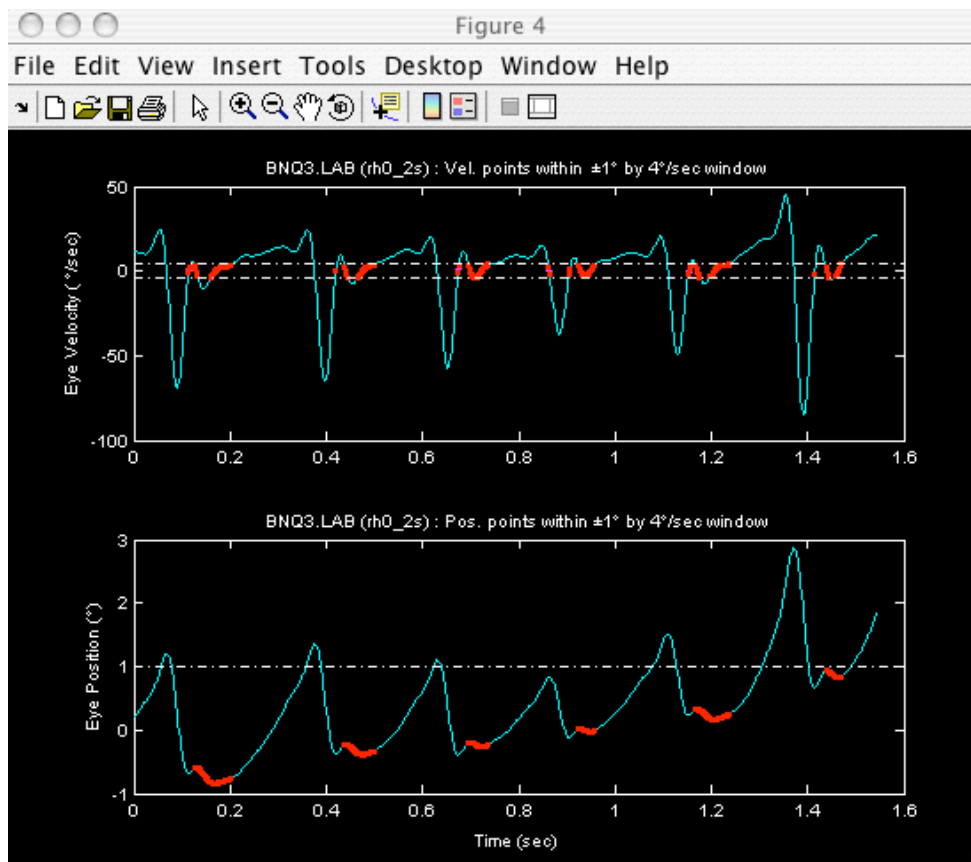 Figure 4
File Edit View Insert Tools Desktop Window Help
BNQ3.LAB (rh0_2s) : Vel. points within ±1° by 4°/sec window
Eye Velocity (°/sec)
50
0
-50
-100
0 0.2 0.4 0.6 0.8 1 1.2 1.4 1.6
BNQ3.LAB (rh0_2s) : Pos. points within ±1° by 4°/sec window
Eye Position (°)
3
2
1
0
-1
0 0.2 0.4 0.6 0.8 1 1.2 1.4 1.6
Time (sec)